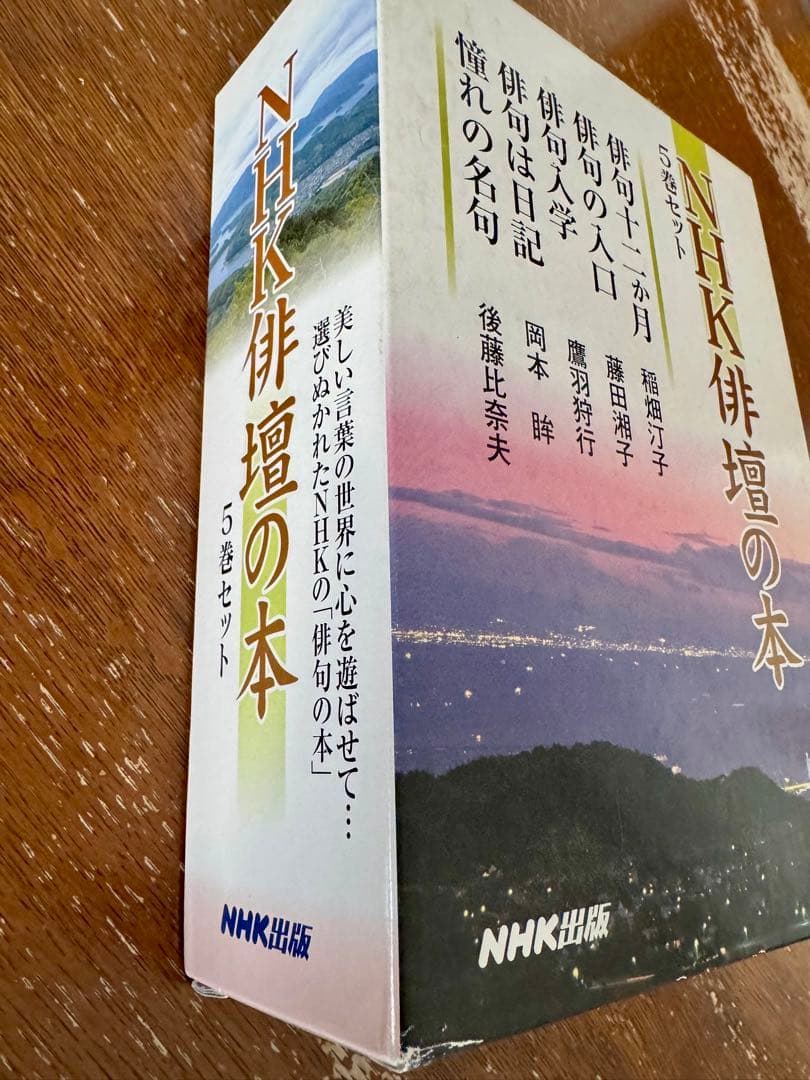 NHK俳壇の本
5巻セット
俳句十二か月 稲畑汀子
俳句の入口 藤田湘子
俳句入学 鷹羽狩行
俳句は日記 岡本 眸
憧れの名句 後藤比奈夫
NHK出版
美しい言葉の世界に心を遊ばせて…
選びぬかれたNHKの「俳句の本」
NHK俳壇の本
5巻セット
NHK出版